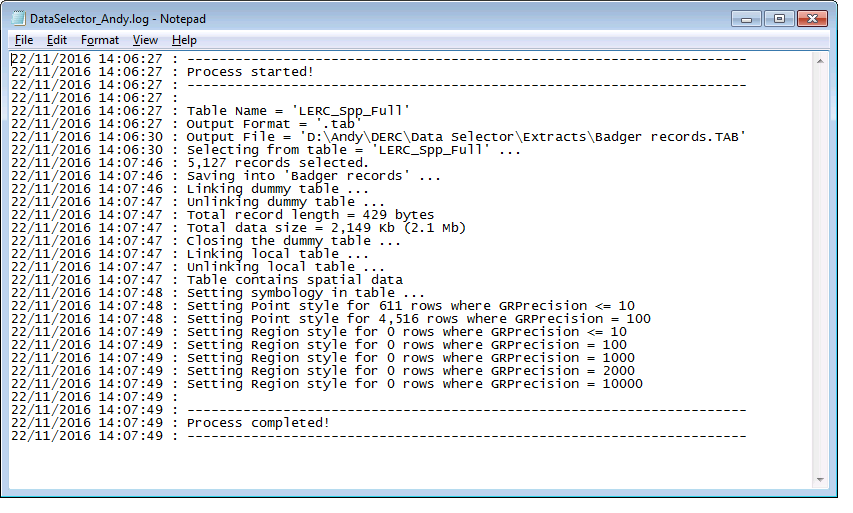 DataSelector_Andy.log - Notepad
File Edit Format View Help
22/11/2016 14:06:27 : ----------------------------------------------------------------------
22/11/2016 14:06:27 : Process started!
22/11/2016 14:06:27 : ----------------------------------------------------------------------
22/11/2016 14:06:27 :
22/11/2016 14:06:27 : Table Name = 'LERC_Spp_Full'
22/11/2016 14:06:27 : Output Format = '.tab'
22/11/2016 14:06:30 : Output File = 'D:\Andy\DERC\Data Selector\Extracts\Badger records.TAB'
22/11/2016 14:06:30 : Selecting from table = 'LERC_Spp_Full' ...
22/11/2016 14:07:46 : 5,127 records selected.
22/11/2016 14:07:46 : Saving into 'Badger records' ...
22/11/2016 14:07:46 : Linking dummy table ...
22/11/2016 14:07:47 : Unlinking dummy table ...
22/11/2016 14:07:47 : Total record length = 429 bytes
22/11/2016 14:07:47 : Total data size = 2,149 Kb (2.1 Mb)
22/11/2016 14:07:47 : Closing the dummy table ...
22/11/2016 14:07:47 : Linking local table ...
22/11/2016 14:07:47 : Unlinking local table ...
22/11/2016 14:07:47 : Table contains spatial data
22/11/2016 14:07:48 : Setting symbology in table ...
22/11/2016 14:07:48 : Setting Point style for 611 rows where GRPrecision <= 10
22/11/2016 14:07:48 : Setting Point style for 4,516 rows where GRPrecision = 100
22/11/2016 14:07:49 : Setting Region style for 0 rows where GRPrecision <= 10
22/11/2016 14:07:49 : Setting Region style for 0 rows where GRPrecision = 100
22/11/2016 14:07:49 : Setting Region style for 0 rows where GRPrecision = 1000
22/11/2016 14:07:49 : Setting Region style for 0 rows where GRPrecision = 2000
22/11/2016 14:07:49 : Setting Region style for 0 rows where GRPrecision = 10000
22/11/2016 14:07:49 :
22/11/2016 14:07:49 : ----------------------------------------------------------------------
22/11/2016 14:07:49 : Process completed!
22/11/2016 14:07:49 : ----------------------------------------------------------------------